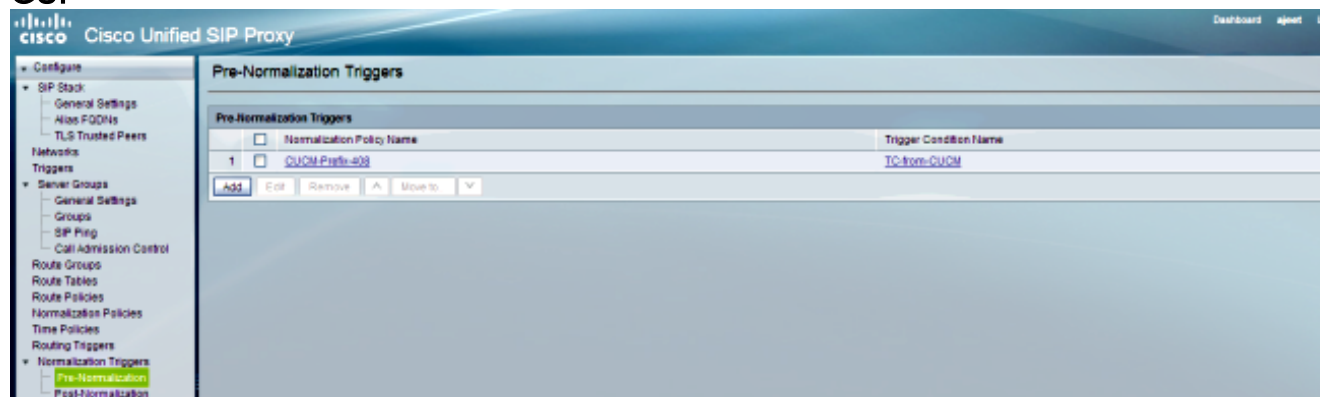 cisco Cisco Unified SIP Proxy
Dashboard ajeet
Configure
SIP Stack
General Settings
Alias FQDNs
TLS Trusted Peers
Networks
Triggers
Server Groups
General Settings
Groups
SIP Ping
Call Admission Control
Route Groups
Route Tables
Route Policies
Normalization Policies
Time Policies
Routing Triggers
Normalization Triggers
Pre-Normalization
Post-Normalization
Pre-Normalization Triggers
Pre-Normalization Triggers
Normalization Policy Name Trigger Condition Name
1 CUCM-Prefix-408 TC-from-CUCM
Add Edit Remove Move to